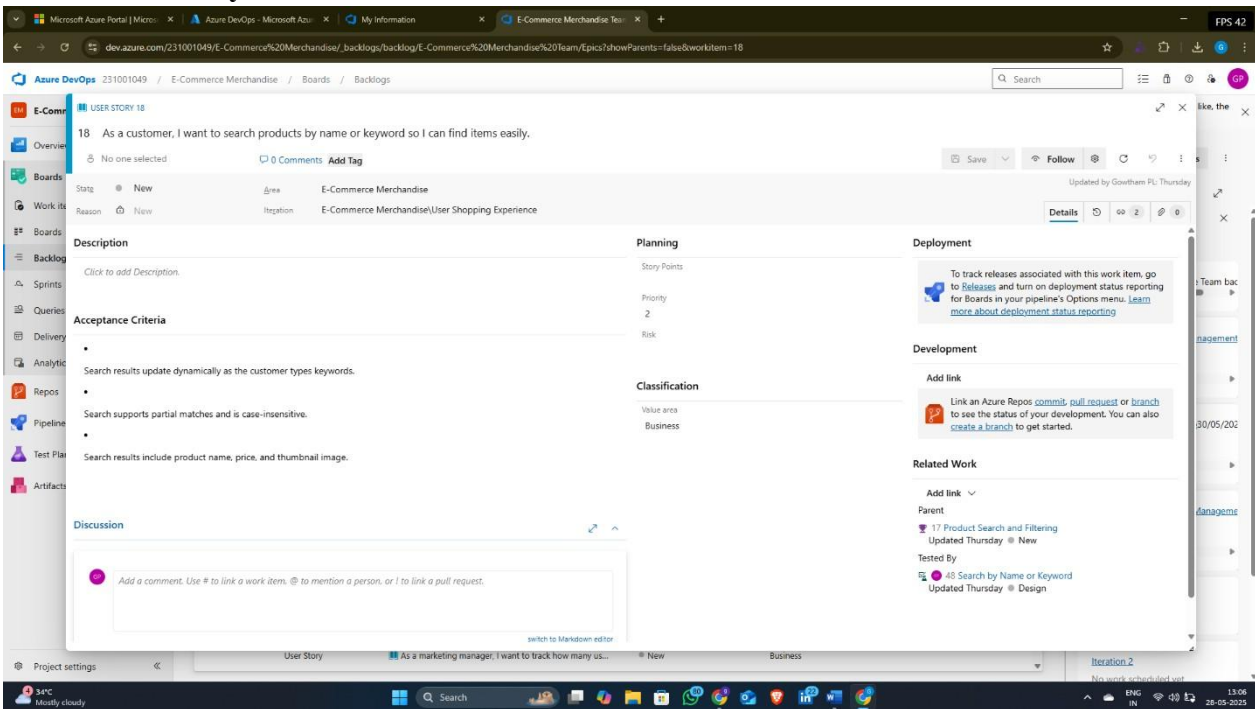 Microsoft Azure Portal | Micros
Azure DevOps - Microsoft Azu
My Information
E-Commerce Merchandise Tea
FPS 42
dev.azure.com/231001049/E-Commerce%20Merchandise/_backlogs/backlog/E-Commerce%20Merchandise%20Team/Epics?showParents=false&workitem=18
Azure DevOps 231001049 / E-Commerce Merchandise / Boards / Backlogs
Search
GP
EM E-Comm
Overvie
Boards
Work ite
Boards
Backlog
Sprints
Queries
Delivery
Analytic
Repos
Pipeline
Test Pla
Artifacts
Project settings
USER STORY 18
18 As a customer, I want to search products by name or keyword so I can find items easily.
No one selected
0 Comments Add Tag
Save
Follow
State New
Area E-Commerce Merchandise
Updated by Gowtham PL: Thursday
Reason New
Iteration E-Commerce Merchandise\User Shopping Experience
Details 2 0
Description
Click to add Description.
Acceptance Criteria
•
Search results update dynamically as the customer types keywords.
•
Search supports partial matches and is case-insensitive.
•
Search results include product name, price, and thumbnail image.
Discussion
GP
Add a comment. Use # to link a work item, @ to mention a person, or ! to link a pull request.
switch to Markdown editor
Planning
Story Points
Priority
2
Risk
Classification
Value area
Business
Deployment
To track releases associated with this work item, go
to Releases and turn on deployment status reporting
for Boards in your pipeline's Options menu. Learn
more about deployment status reporting
Development
Add link
Link an Azure Repos commit, pull request or branch
to see the status of your development. You can also
create a branch to get started.
Related Work
Add link
Parent
17 Product Search and Filtering
Updated Thursday New
Tested By
48 Search by Name or Keyword
Updated Thursday Design
like, the
s
e Team bac
nagement
30/05/202
Manageme
User Story
As a marketing manager, I want to track how many us...
New
Business
Iteration 2
No work scheduled yet
34°C
Mostly cloudy
Search
ENG
IN
13:06
28-05-2025